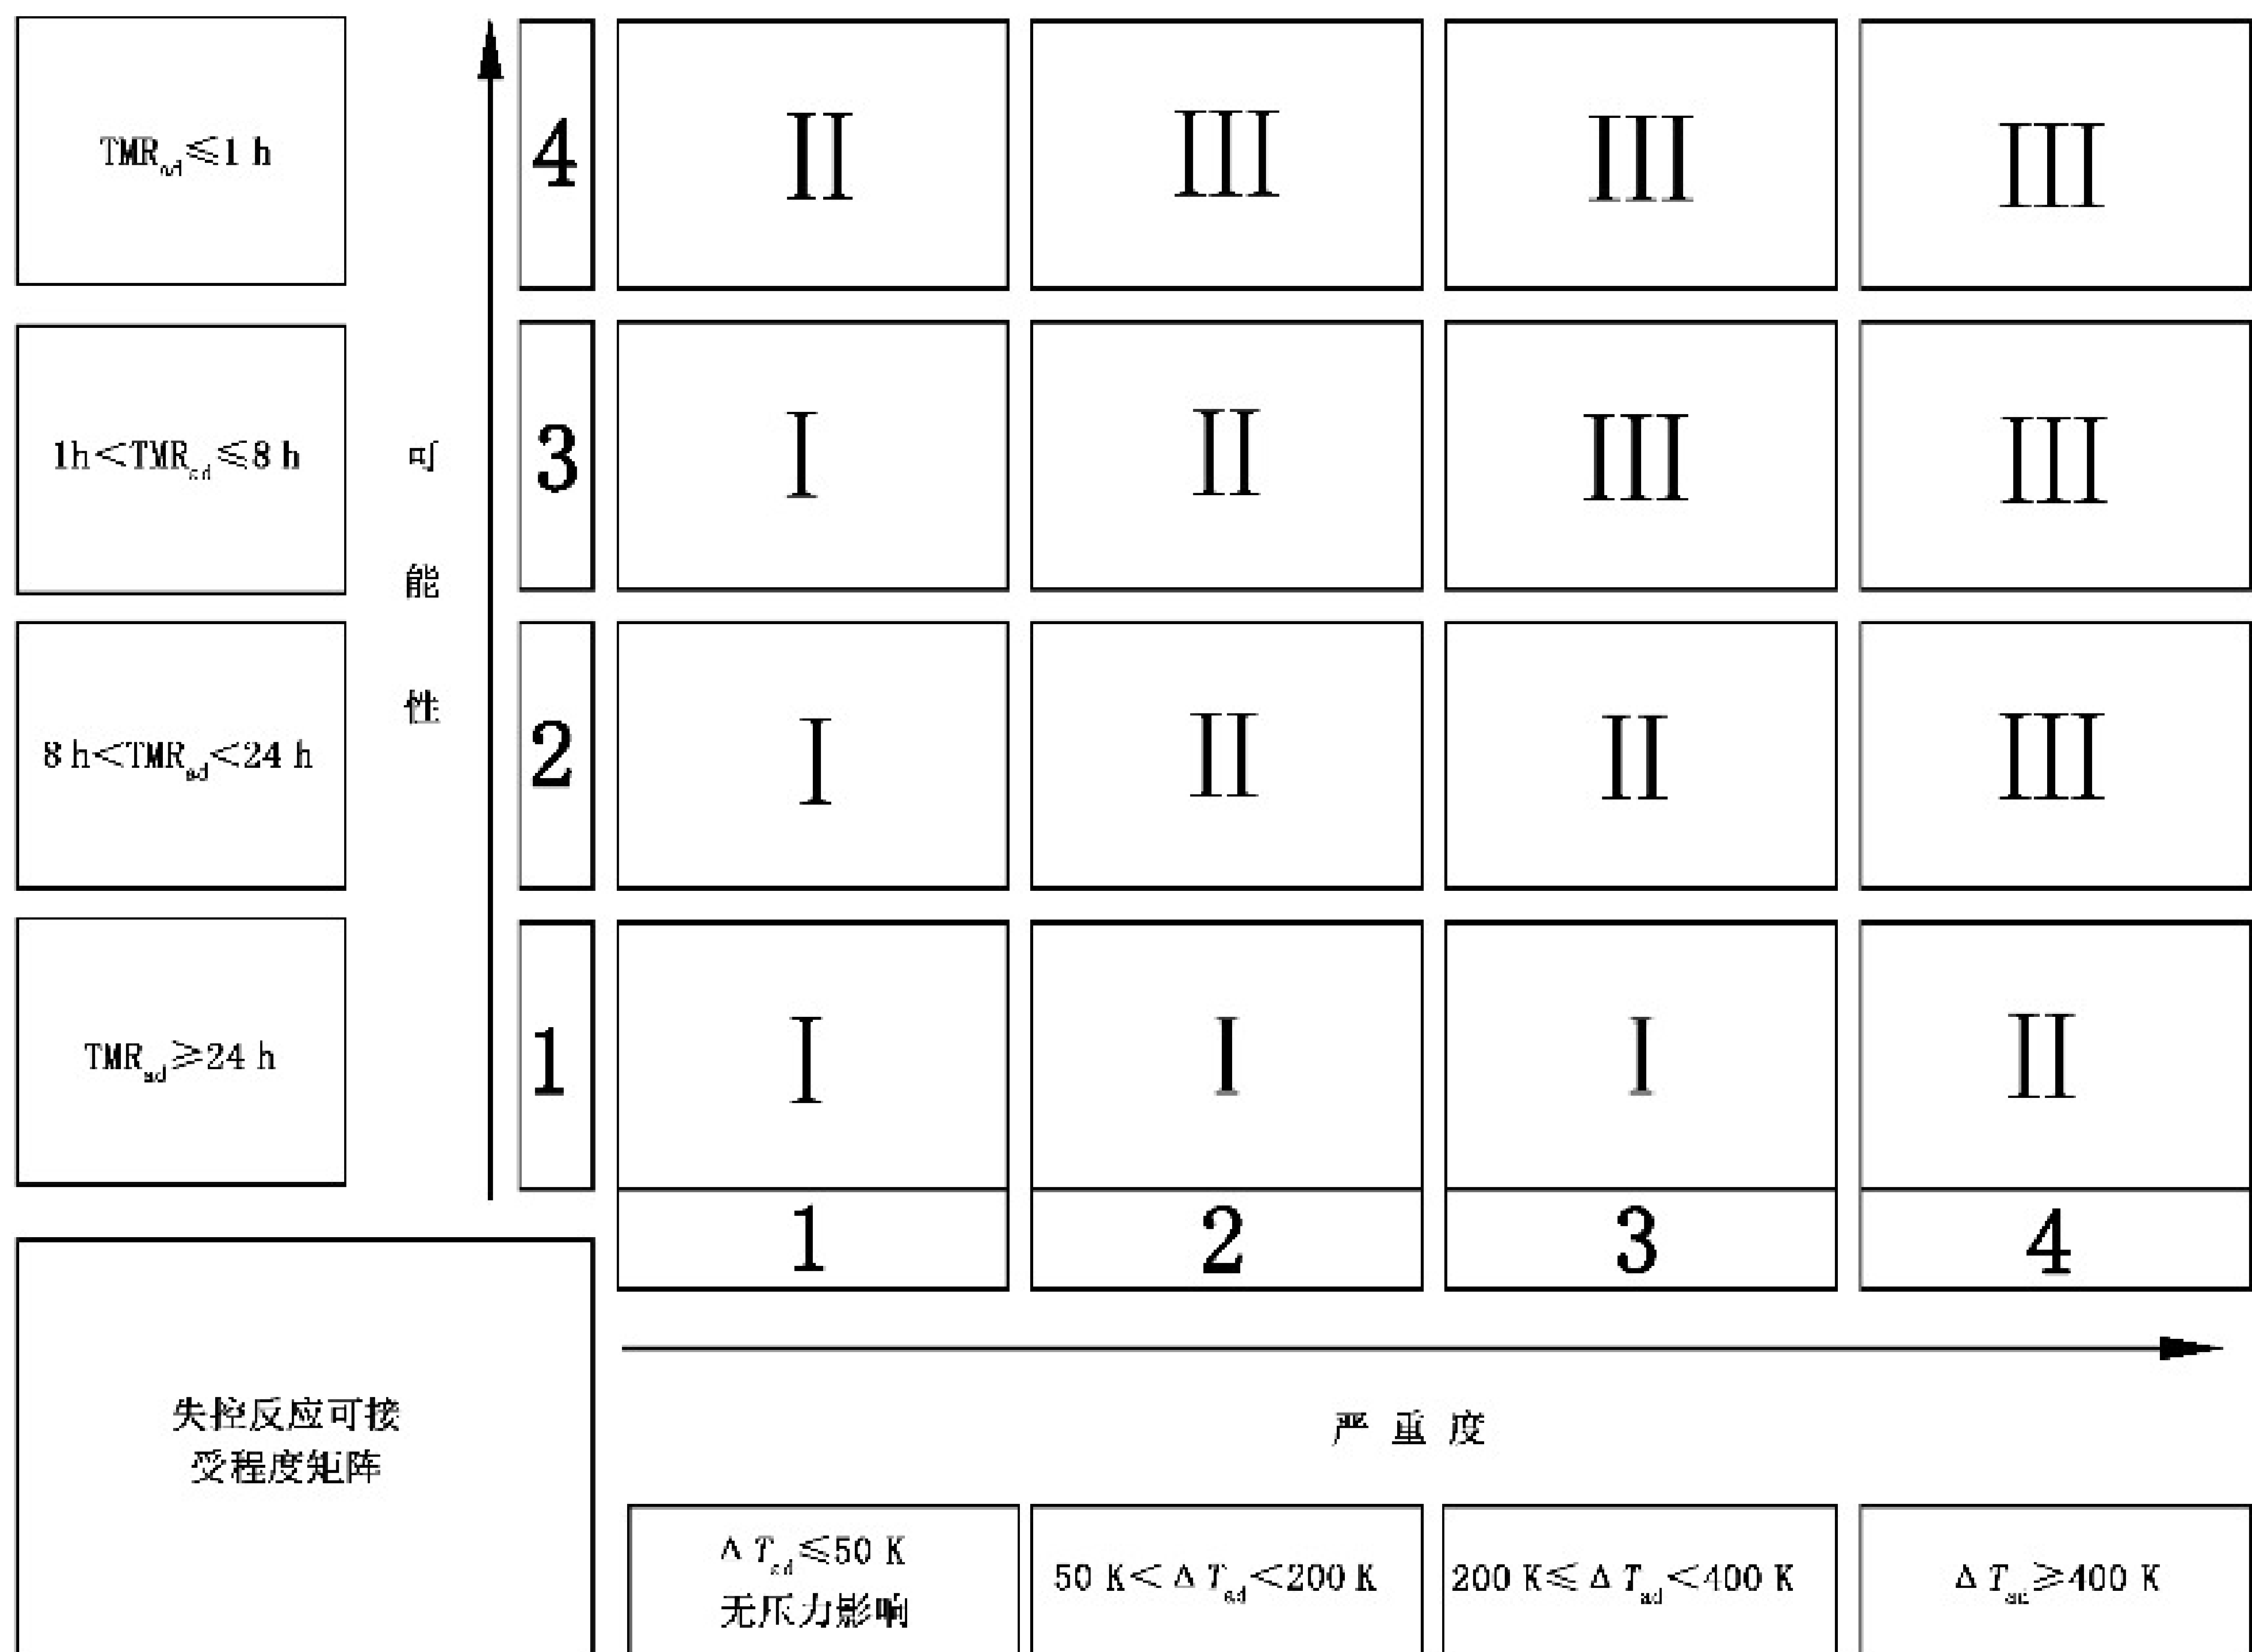 TMRad≤1 h
4
II
III
III
III
1h<TMRad≤8 h
3
I
II
III
III
可
能
性
8 h<TMRad<24 h
2
I
II
II
III
TMRad≥24 h
1
I
I
I
II
1
2
3
4
失控反应可接
受程度矩阵
严重度
ΔTad≤50 K
无压力影响
50 K<ΔTad<200 K
200 K≤ΔTad<400 K
ΔTad≥400 K